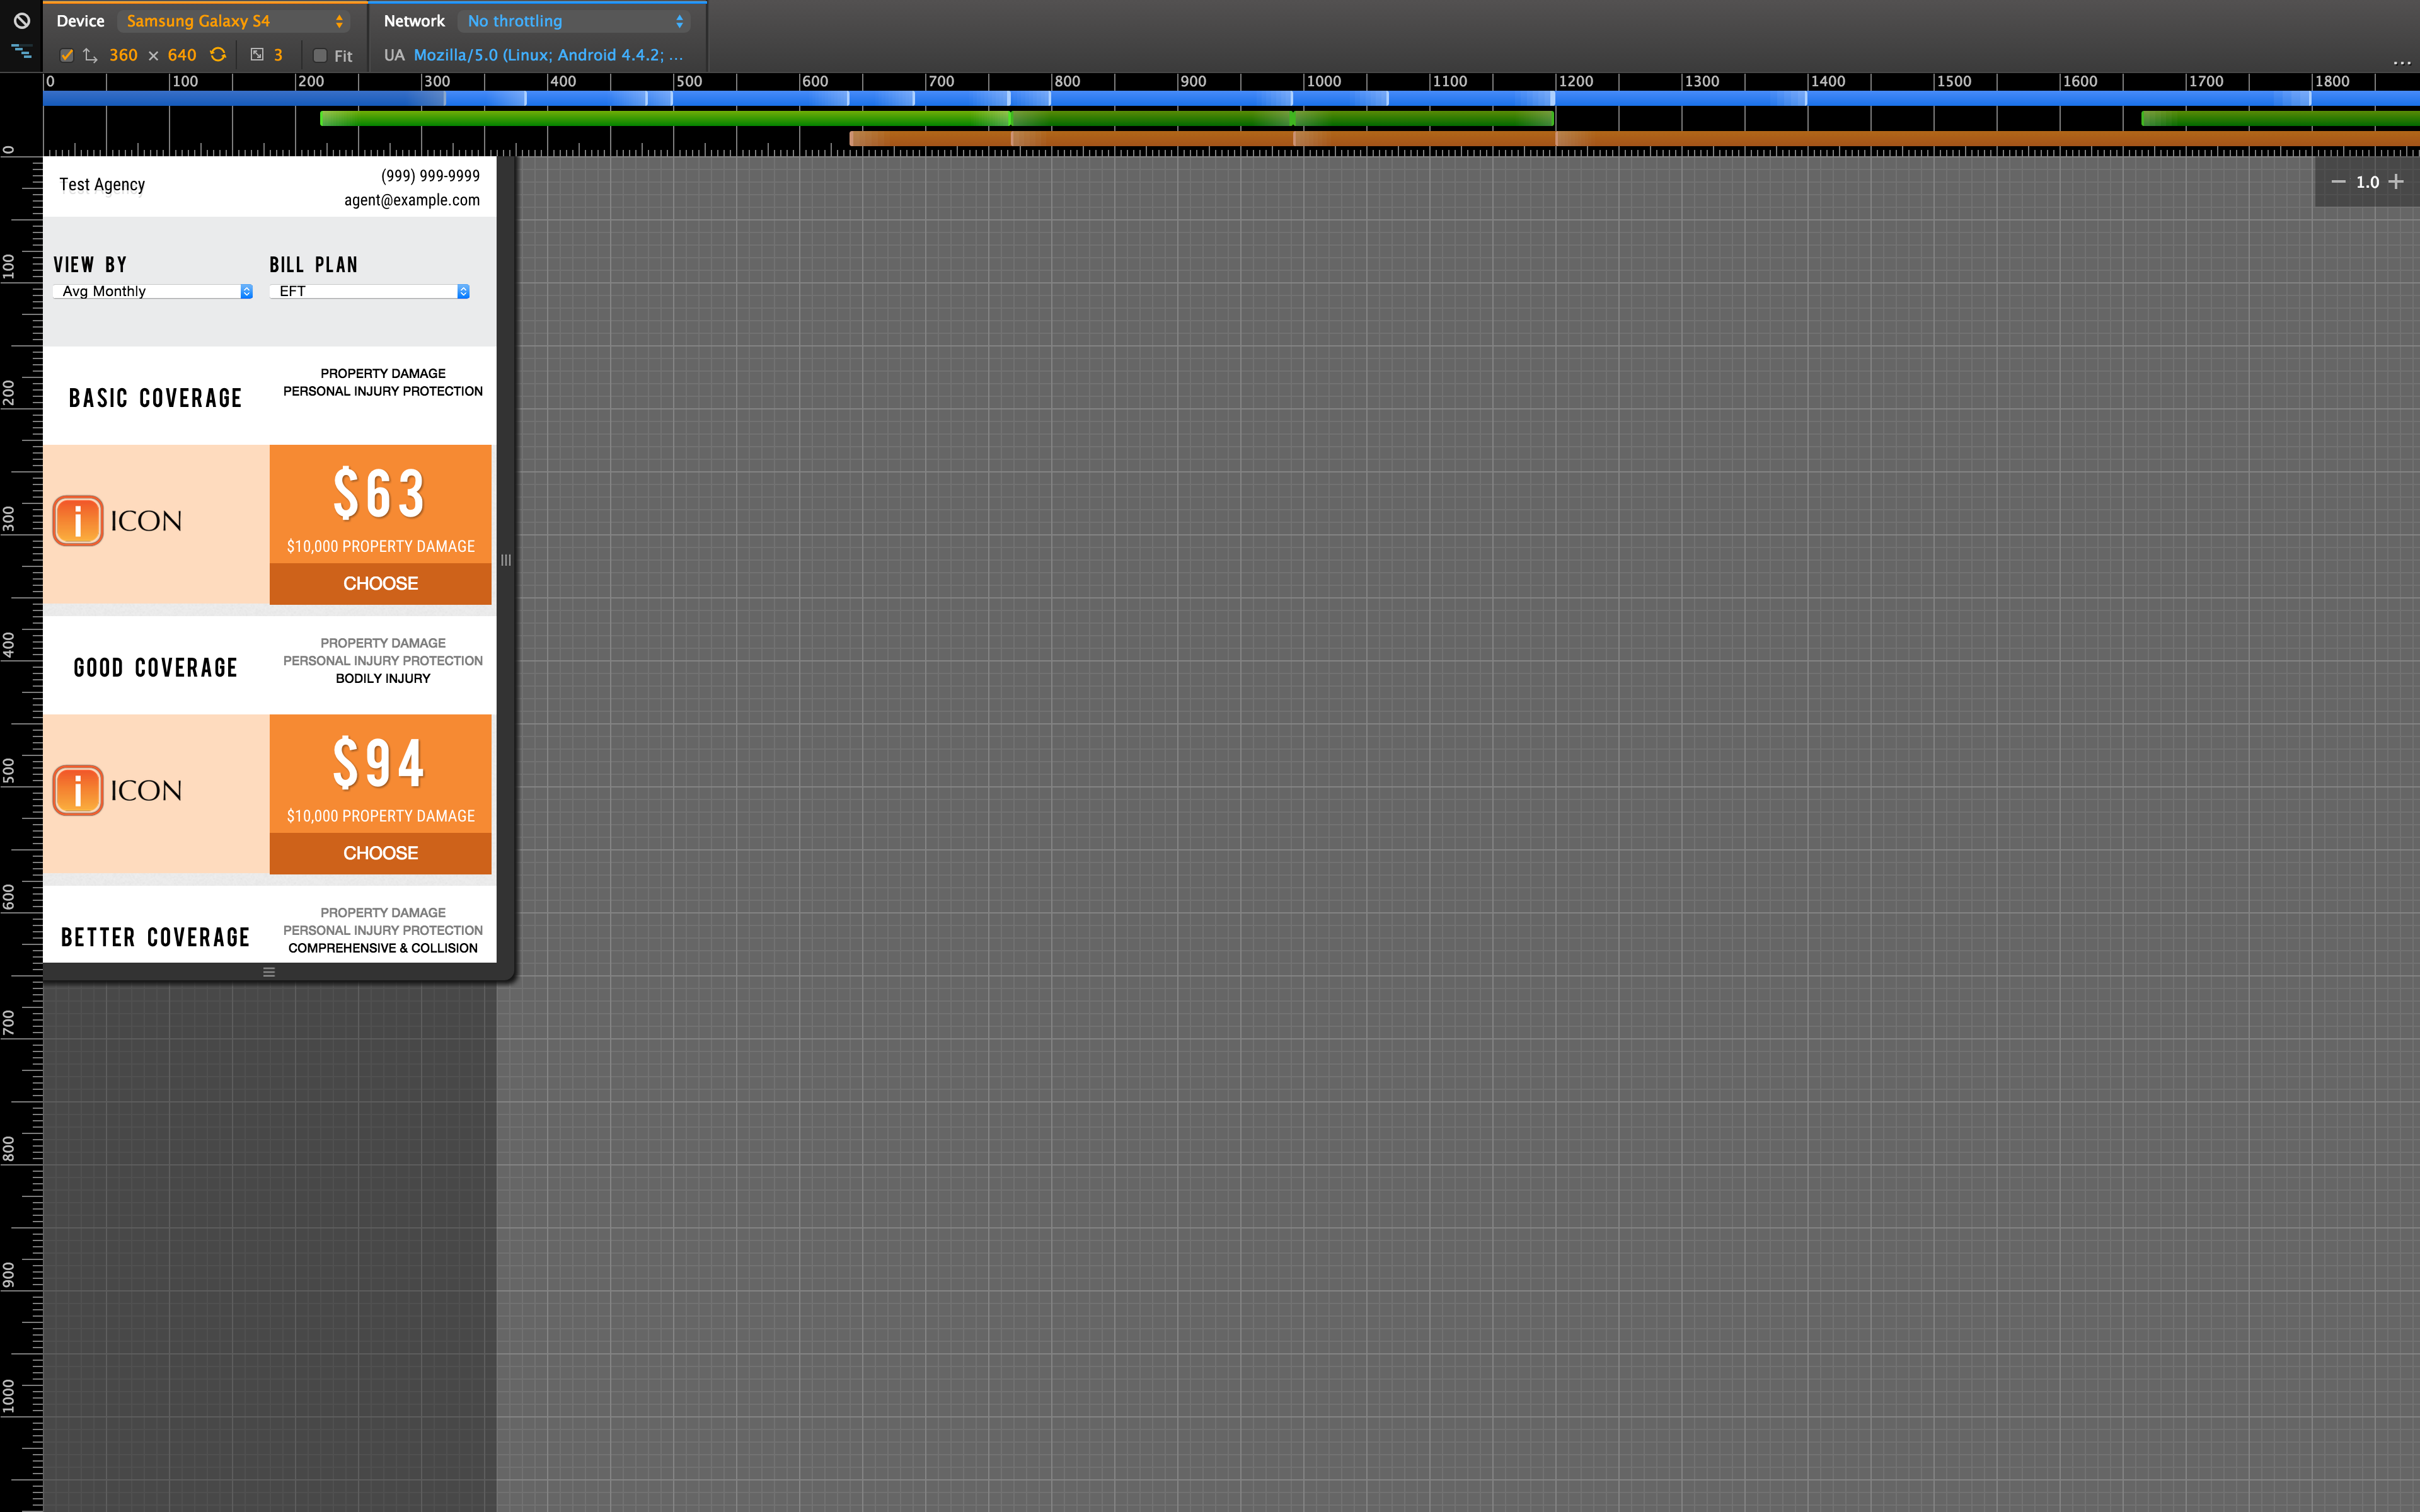 Device Samsung Galaxy S4 Network No throttling
360 × 640 3 Fit UA Mozilla/5.0 (Linux; Android 4.4.2; ...
0 100 200 300 400 500 600 700 800 900 1000 1100 1200 1300 1400 1500 1600 1700 1800
0
100
200
300
400
500
600
700
800
900
1000
− 1.0 +
Test Agency
(999) 999-9999
agent@example.com
VIEW BY BILL PLAN
Avg Monthly EFT
BASIC COVERAGE
PROPERTY DAMAGE
PERSONAL INJURY PROTECTION
i ICON
$63
$10,000 PROPERTY DAMAGE
CHOOSE
GOOD COVERAGE
PROPERTY DAMAGE
PERSONAL INJURY PROTECTION
BODILY INJURY
i ICON
$94
$10,000 PROPERTY DAMAGE
CHOOSE
BETTER COVERAGE
PROPERTY DAMAGE
PERSONAL INJURY PROTECTION
COMPREHENSIVE & COLLISION